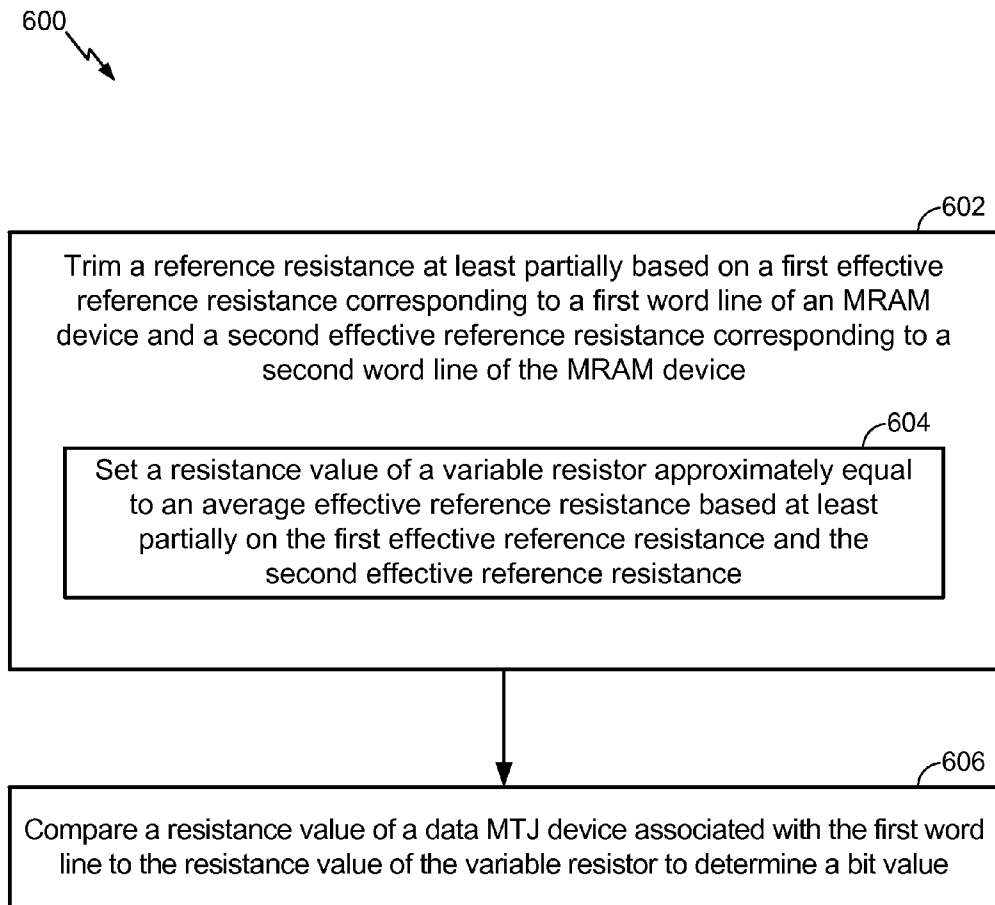 600
602
Trim a reference resistance at least partially based on a first effective
reference resistance corresponding to a first word line of an MRAM
device and a second effective reference resistance corresponding to a
second word line of the MRAM device
604
Set a resistance value of a variable resistor approximately equal
to an average effective reference resistance based at least
partially on the first effective reference resistance and the
second effective reference resistance
606
Compare a resistance value of a data MTJ device associated with the first word
line to the resistance value of the variable resistor to determine a bit value